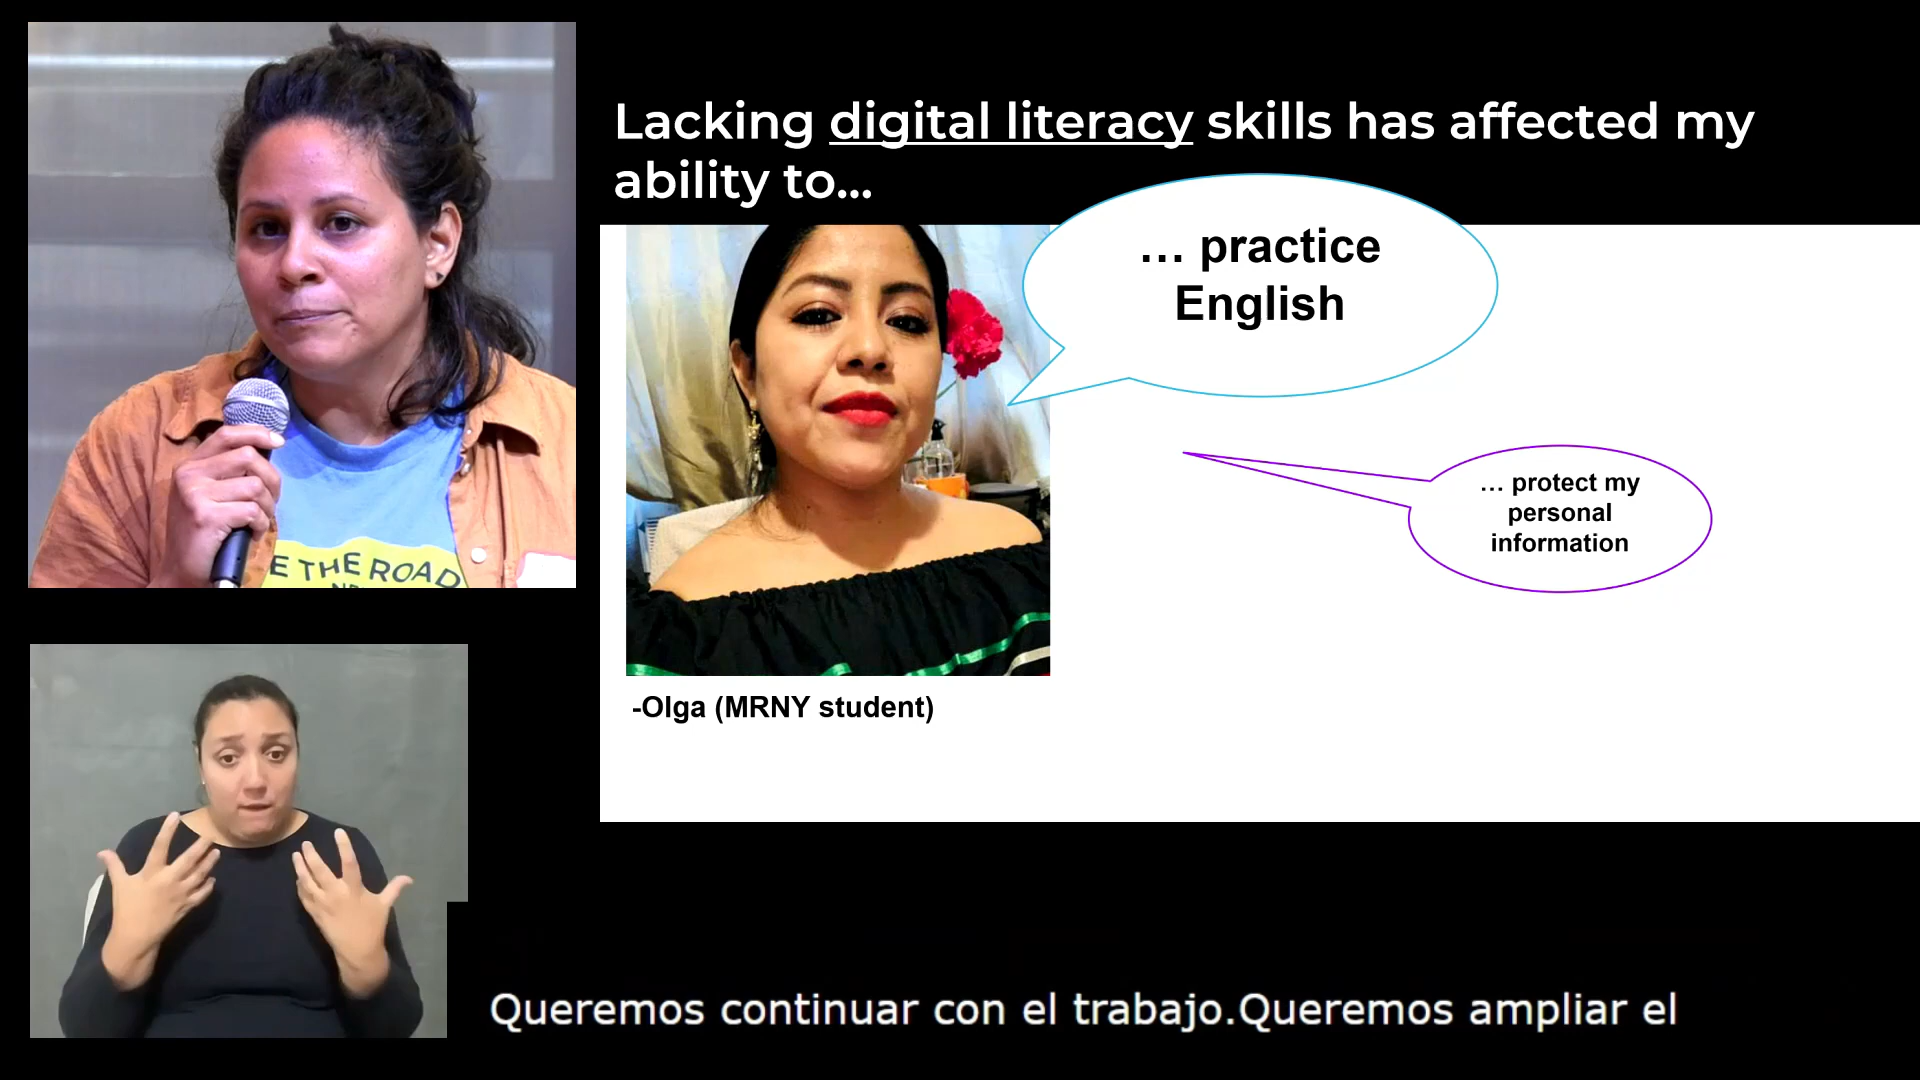 Lacking digital literacy skills has affected my
ability to...
... practice
English
... protect my
personal
information
-Olga (MRNY student)
E THE ROAD
Queremos continuar con el trabajo.Queremos ampliar el